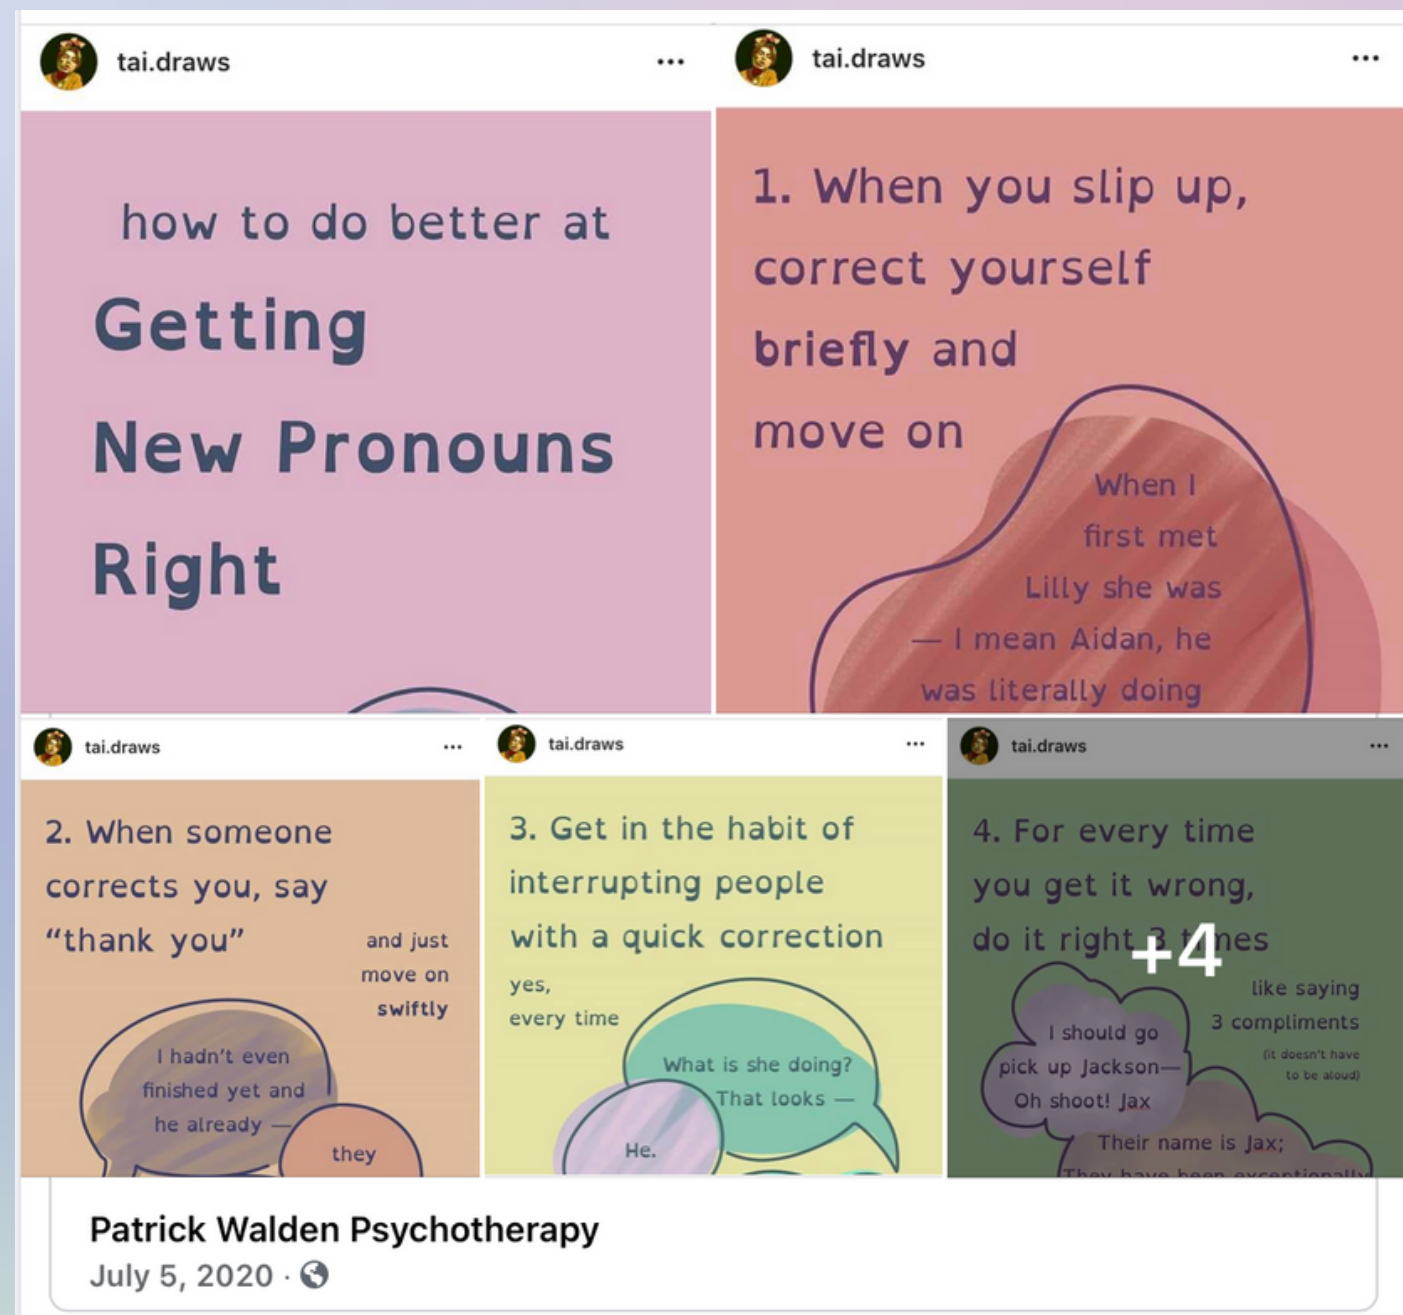 tai.draws
how to do better at
Getting
New Pronouns
Right
tai.draws
1. When you slip up,
correct yourself
briefly and
move on
When I
first met
Lilly she was
— I mean Aidan, he
was literally doing
tai.draws
2. When someone
corrects you, say
“thank you”
and just
move on
swiftly
I hadn't even
finished yet and
he already —
they
tai.draws
3. Get in the habit of
interrupting people
with a quick correction
yes,
every time
What is she doing?
That looks —
He.
tai.draws
4. For every time
you get it wrong,
do it right 3 times
+4
like saying
3 compliments
(it doesn't have
to be aloud)
I should go
pick up Jackson—
Oh shoot! Jax
Their name is Jax;
They have been exceptionally
Patrick Walden Psychotherapy
July 5, 2020 ·